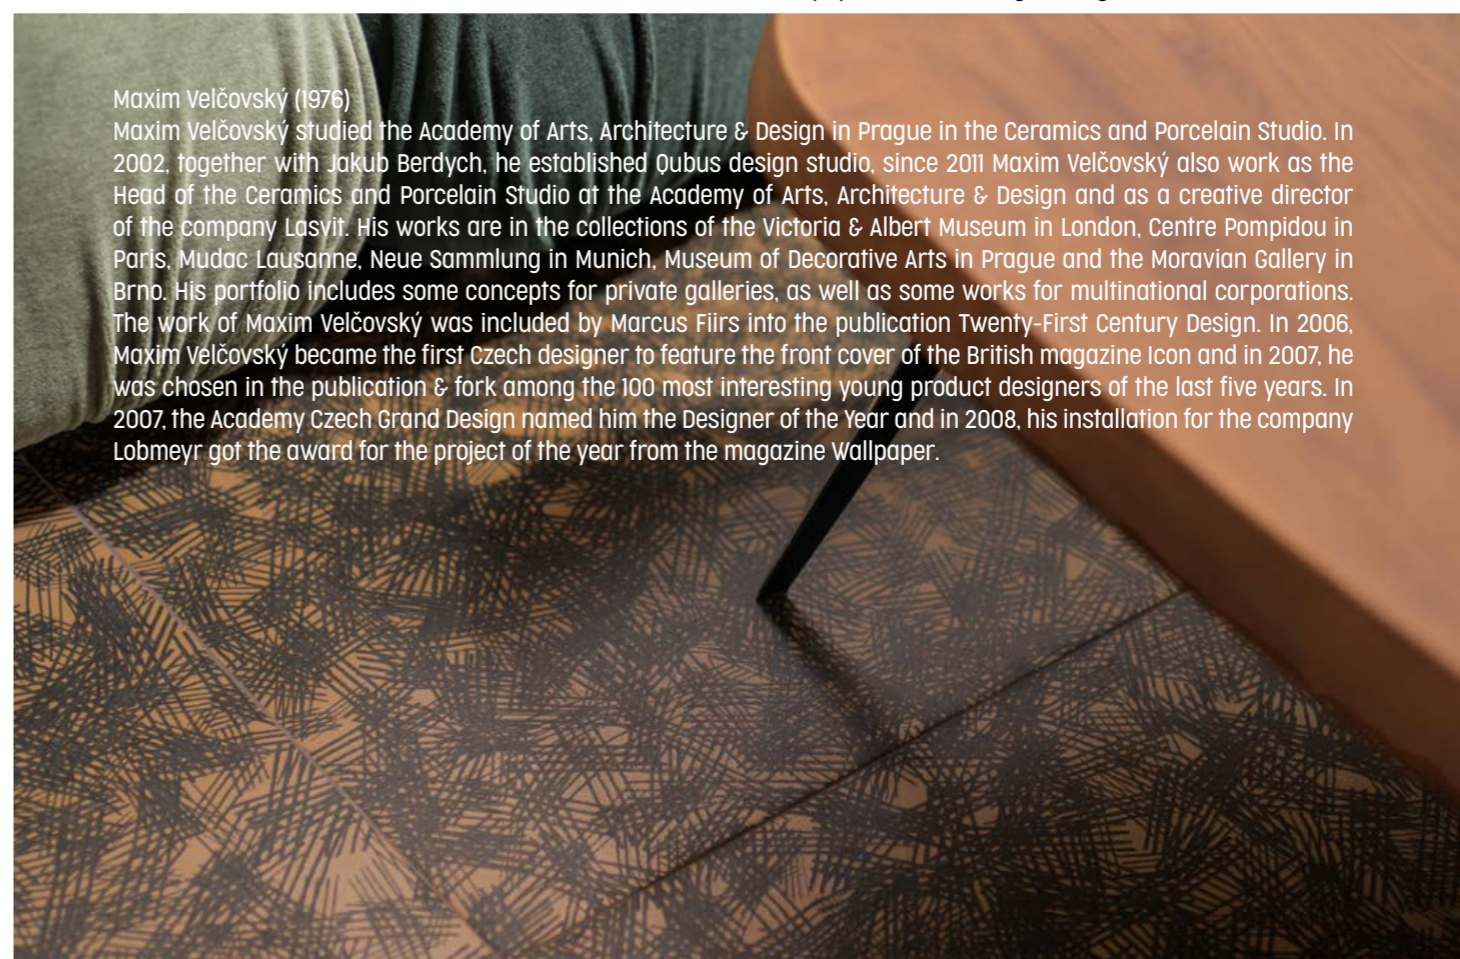 Maxim Velčovský (1976)
Maxim Velčovský studied the Academy of Arts, Architecture & Design in Prague in the Ceramics and Porcelain Studio. In
2002, together with Jakub Berdych, he established Qubus design studio, since 2011 Maxim Velčovský also work as the
Head of the Ceramics and Porcelain Studio at the Academy of Arts, Architecture & Design and as a creative director
of the company Lasvit. His works are in the collections of the Victoria & Albert Museum in London, Centre Pompidou in
Paris, Mudac Lausanne, Neue Sammlung in Munich, Museum of Decorative Arts in Prague and the Moravian Gallery in
Brno. His portfolio includes some concepts for private galleries, as well as some works for multinational corporations.
The work of Maxim Velčovský was included by Marcus Fiirs into the publication Twenty-First Century Design. In 2006,
Maxim Velčovský became the first Czech designer to feature the front cover of the British magazine Icon and in 2007, he
was chosen in the publication & fork among the 100 most interesting young product designers of the last five years. In
2007, the Academy Czech Grand Design named him the Designer of the Year and in 2008, his installation for the company
Lobmeyr got the award for the project of the year from the magazine Wallpaper.